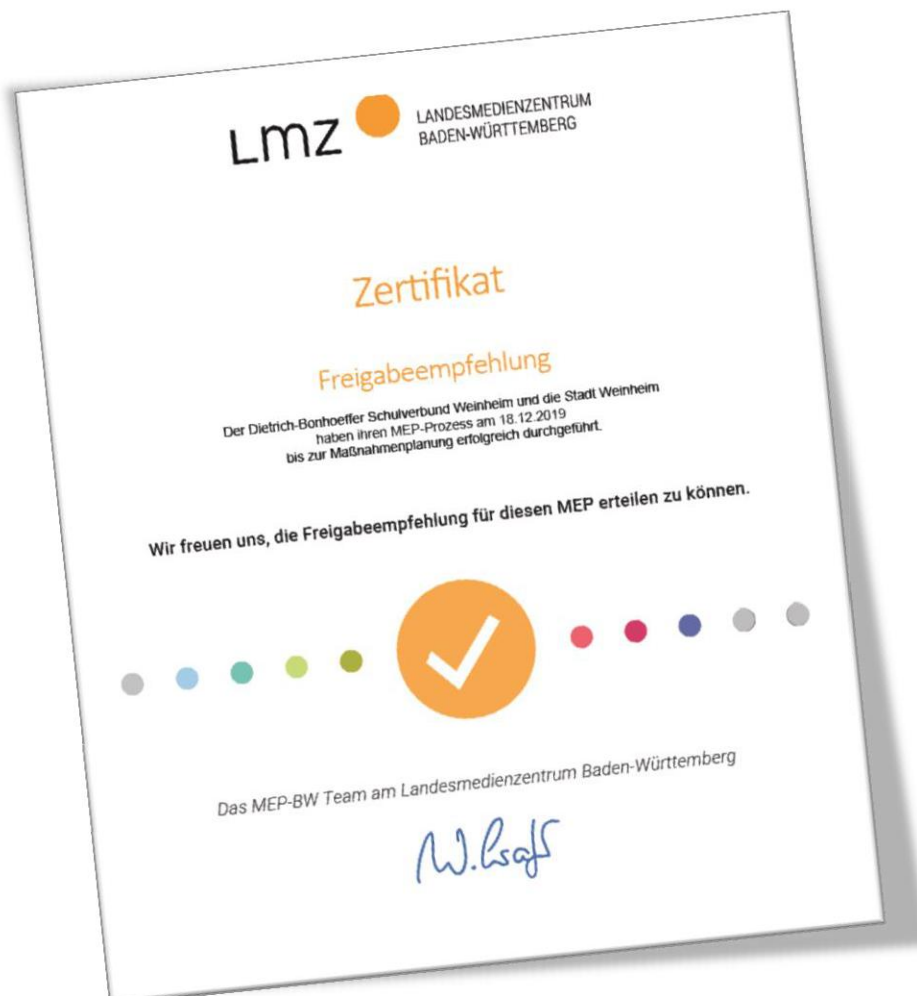 Lmz
LANDESMEDIENZENTRUM
BADEN-WÜRTTEMBERG
Zertifikat
Freigabeempfehlung
Der Dietrich-Bonhoeffer Schulverbund Weinheim und die Stadt Weinheim
haben ihren MEP-Prozess am 18.12.2019
bis zur Maßnahmenplanung erfolgreich durchgeführt.
Wir freuen uns, die Freigabeempfehlung für diesen MEP erteilen zu können.
Das MEP-BW Team am Landesmedienzentrum Baden-Württemberg